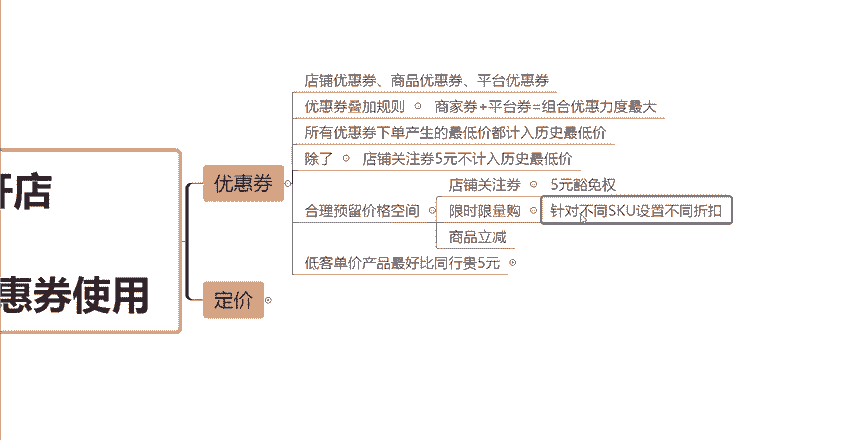 开店
惠券使用
优惠券
店铺优惠券、商品优惠券、平台优惠券
优惠券叠加规则 商家券+平台券=组合优惠力度最大
所有优惠券下单产生的最低价都计入历史最低价
除了 店铺关注券5元不计入历史最低价
合理预留价格空间
店铺关注券 5元豁免权
限时限量购 针对不同SKU设置不同折扣
商品立减
低客单价产品最好比同行贵5元
定价